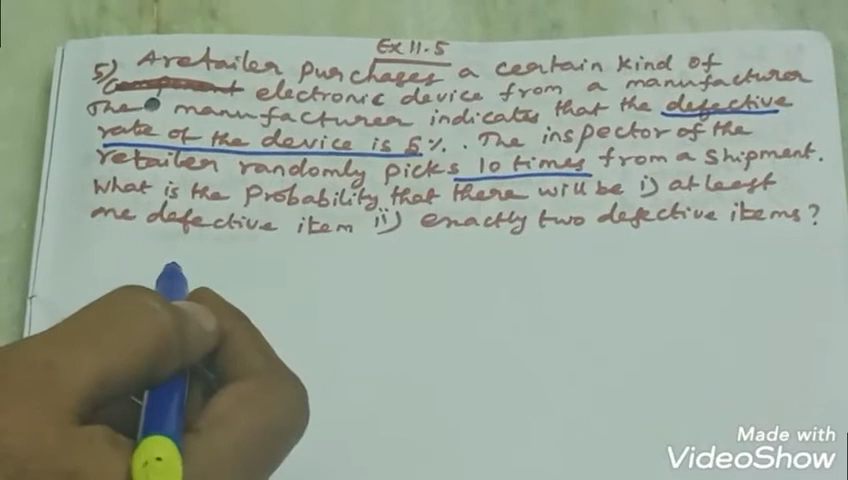 Ex 11.5
5) A retailer purchases a certain kind of
electronic device from a manufacturer
The manufacturer indicates that the defective
rate of the device is 5%. The inspector of the
retailer randomly picks 10 times from a shipment.
What is the probability that there will be i) at least
one defective item ii) exactly two defective items?
Made with
VideoShow